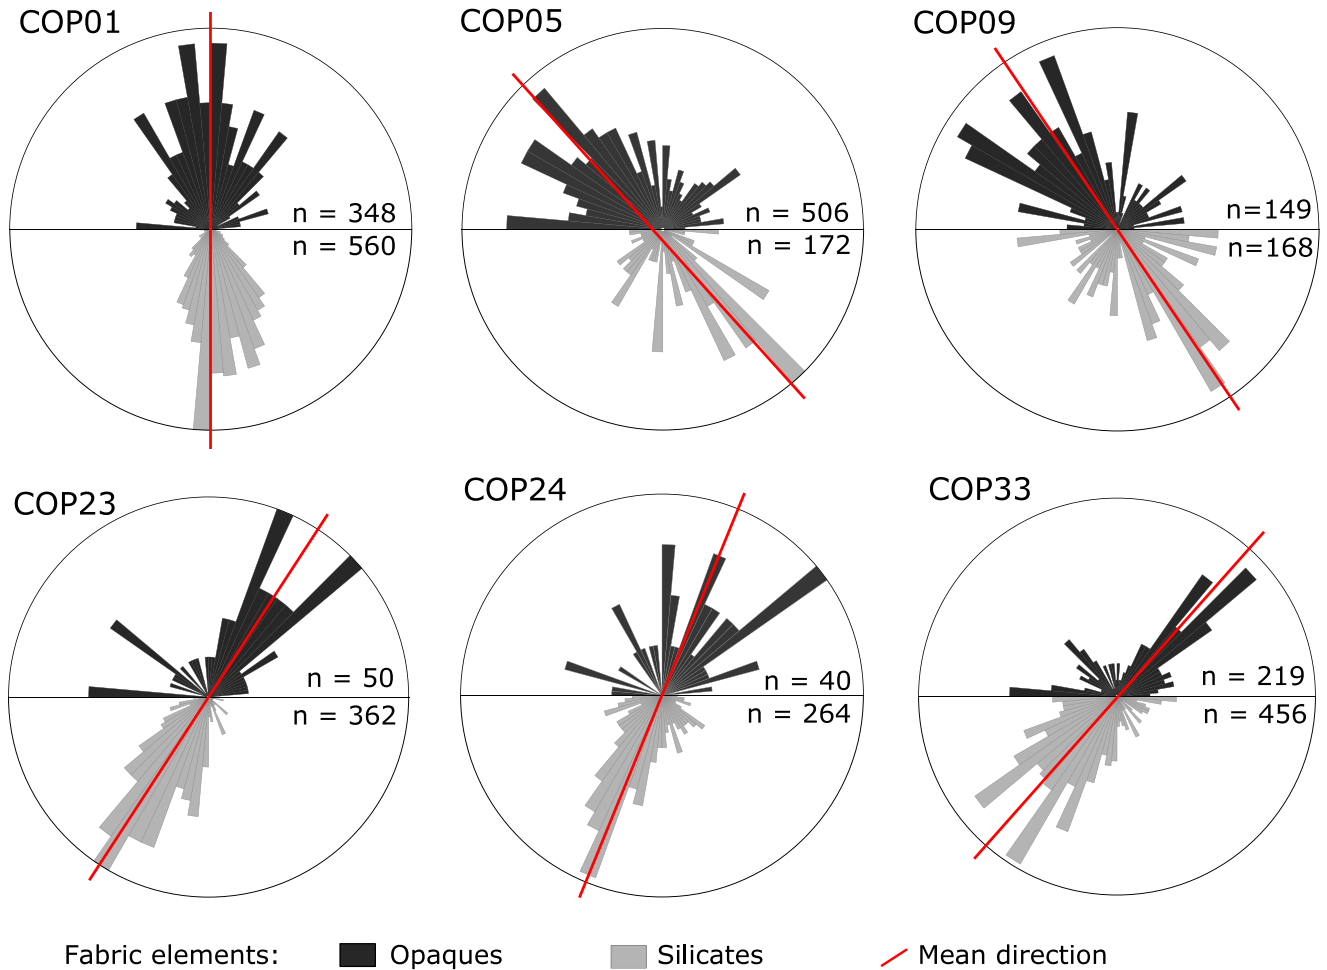 COP01
n = 348
n = 560
COP05
n = 506
n = 172
COP09
n=149
n=168
COP23
n = 50
n = 362
COP24
n = 40
n = 264
COP33
n = 219
n = 456
Fabric elements: Opaques Silicates Mean direction